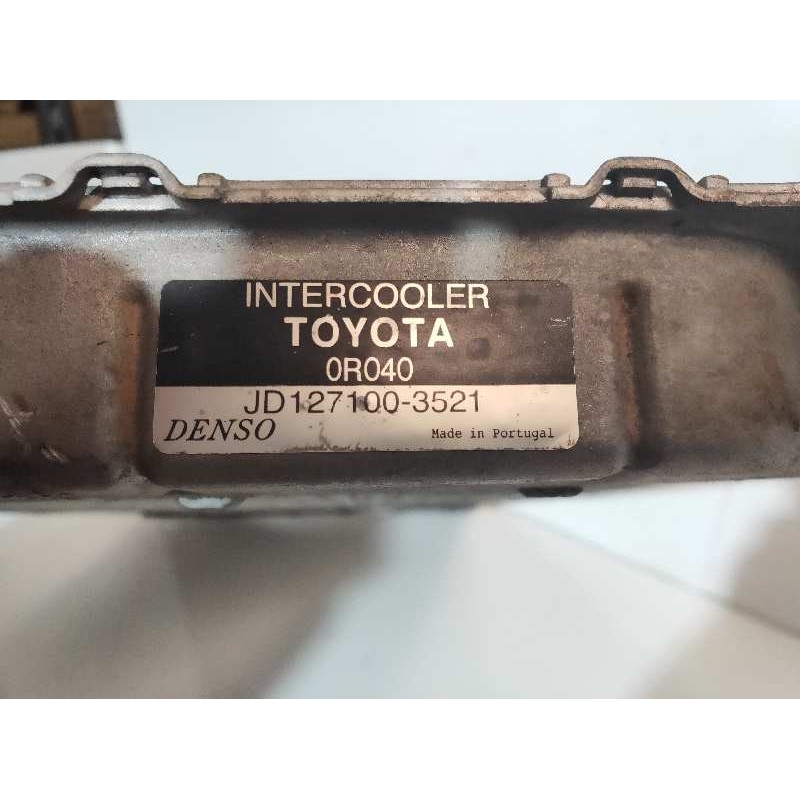 INTERCOOLER
TOYOTA
0R040
JD127100-3521
DENSO Made in Portugal